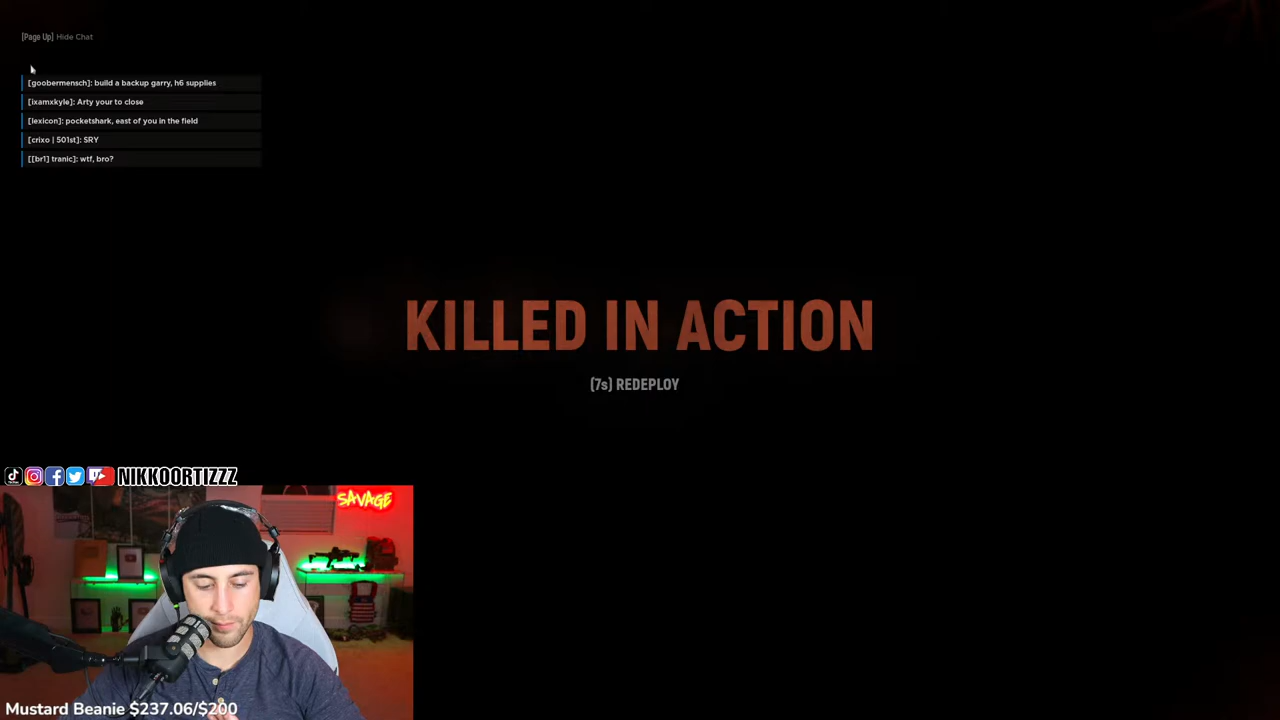 [Page Up] Hide Chat
[goobermensch]: build a backup garry, h6 supplies
[ixamxkyle]: Arty your to close
[lexicon]: pocketshark, east of you in the field
[crixo | 501st]: SRY
[[br1] tranic]: wtf, bro?
KILLED IN ACTION
(7s) REDEPLOY
NIKKOORTIZZZ
SAVAGE
Mustard Beanie $237.06/$200